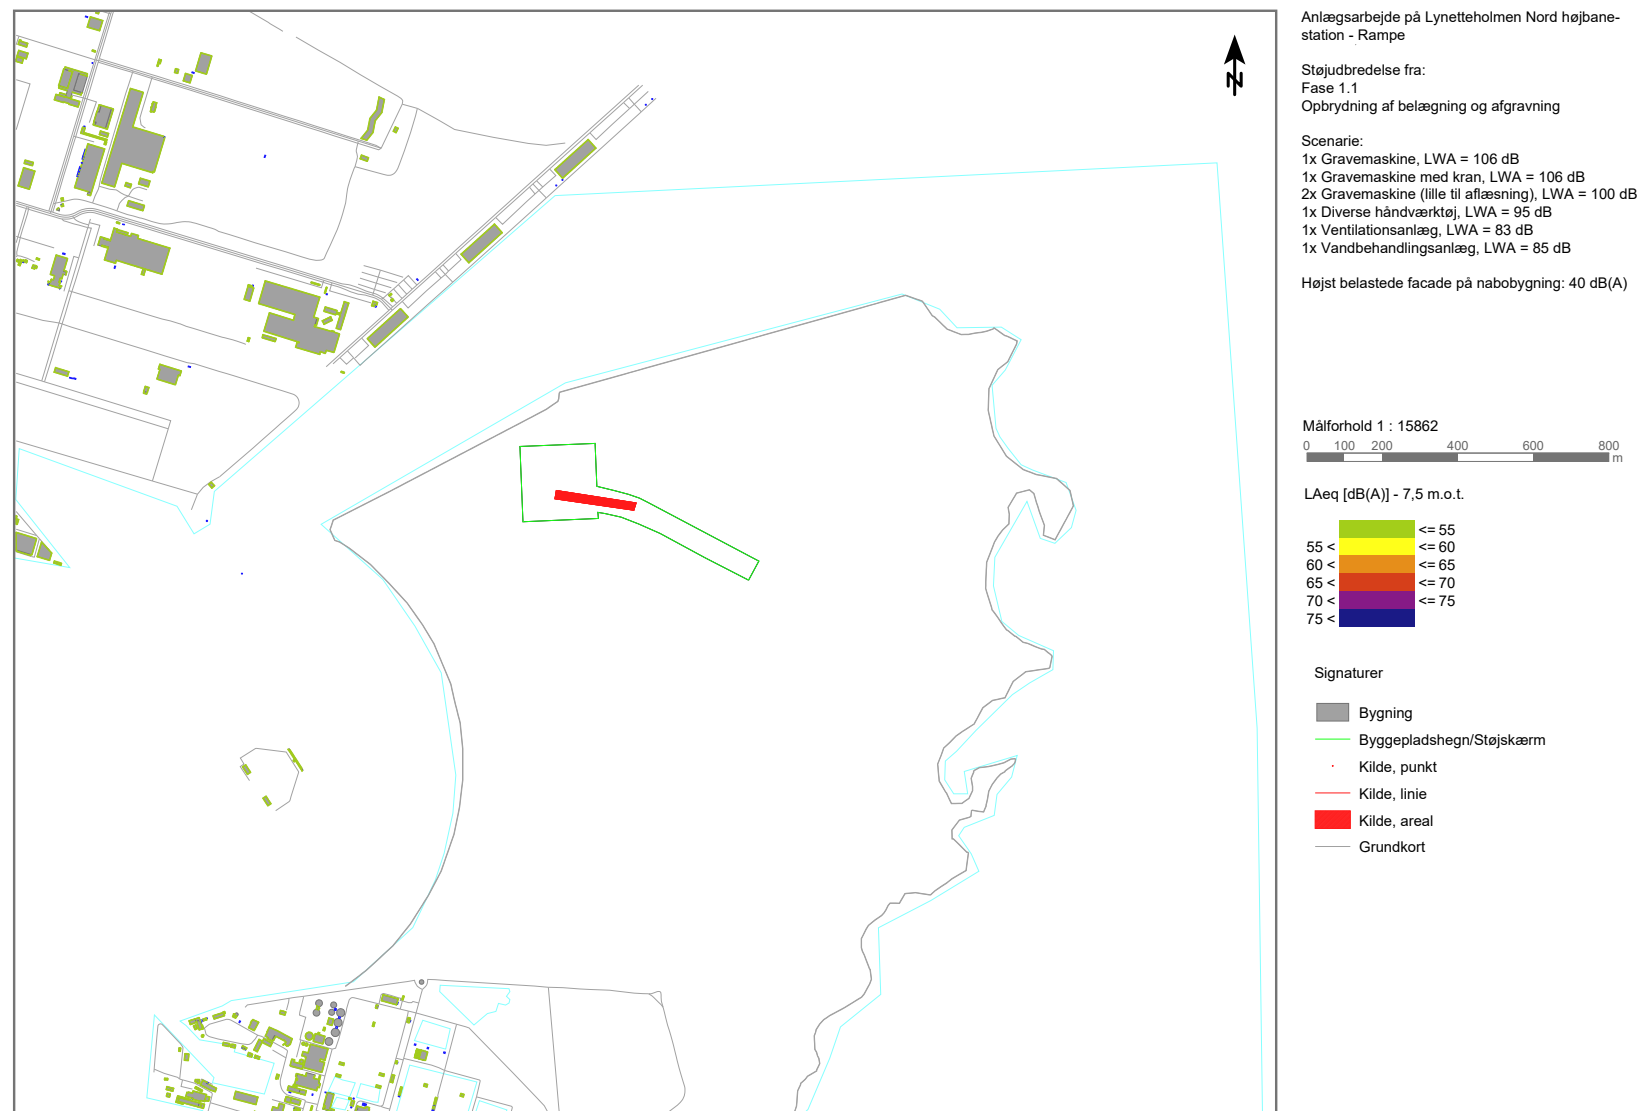 N
Anlægsarbejde på Lynetteholmen Nord højbane-
station - Rampe
Støjudbredelse fra:
Fase 1.1
Opbrydning af belægning og afgravning
Scenarie:
1x Gravemaskine, LWA = 106 dB
1x Gravemaskine med kran, LWA = 106 dB
2x Gravemaskine (lille til aflæsning), LWA = 100 dB
1x Diverse håndværktøj, LWA = 95 dB
1x Ventilationsanlæg, LWA = 83 dB
1x Vandbehandlingsanlæg, LWA = 85 dB
Højst belastede facade på nabobygning: 40 dB(A)
Målforhold 1 : 15862
0 100 200 400 600 800
m
LAeq [dB(A)] - 7,5 m.o.t.
<= 55
55 < <= 60
60 < <= 65
65 < <= 70
70 < <= 75
75 <
Signaturer
Bygning
Byggepladshegn/Støjskærm
Kilde, punkt
Kilde, linie
Kilde, areal
Grundkort